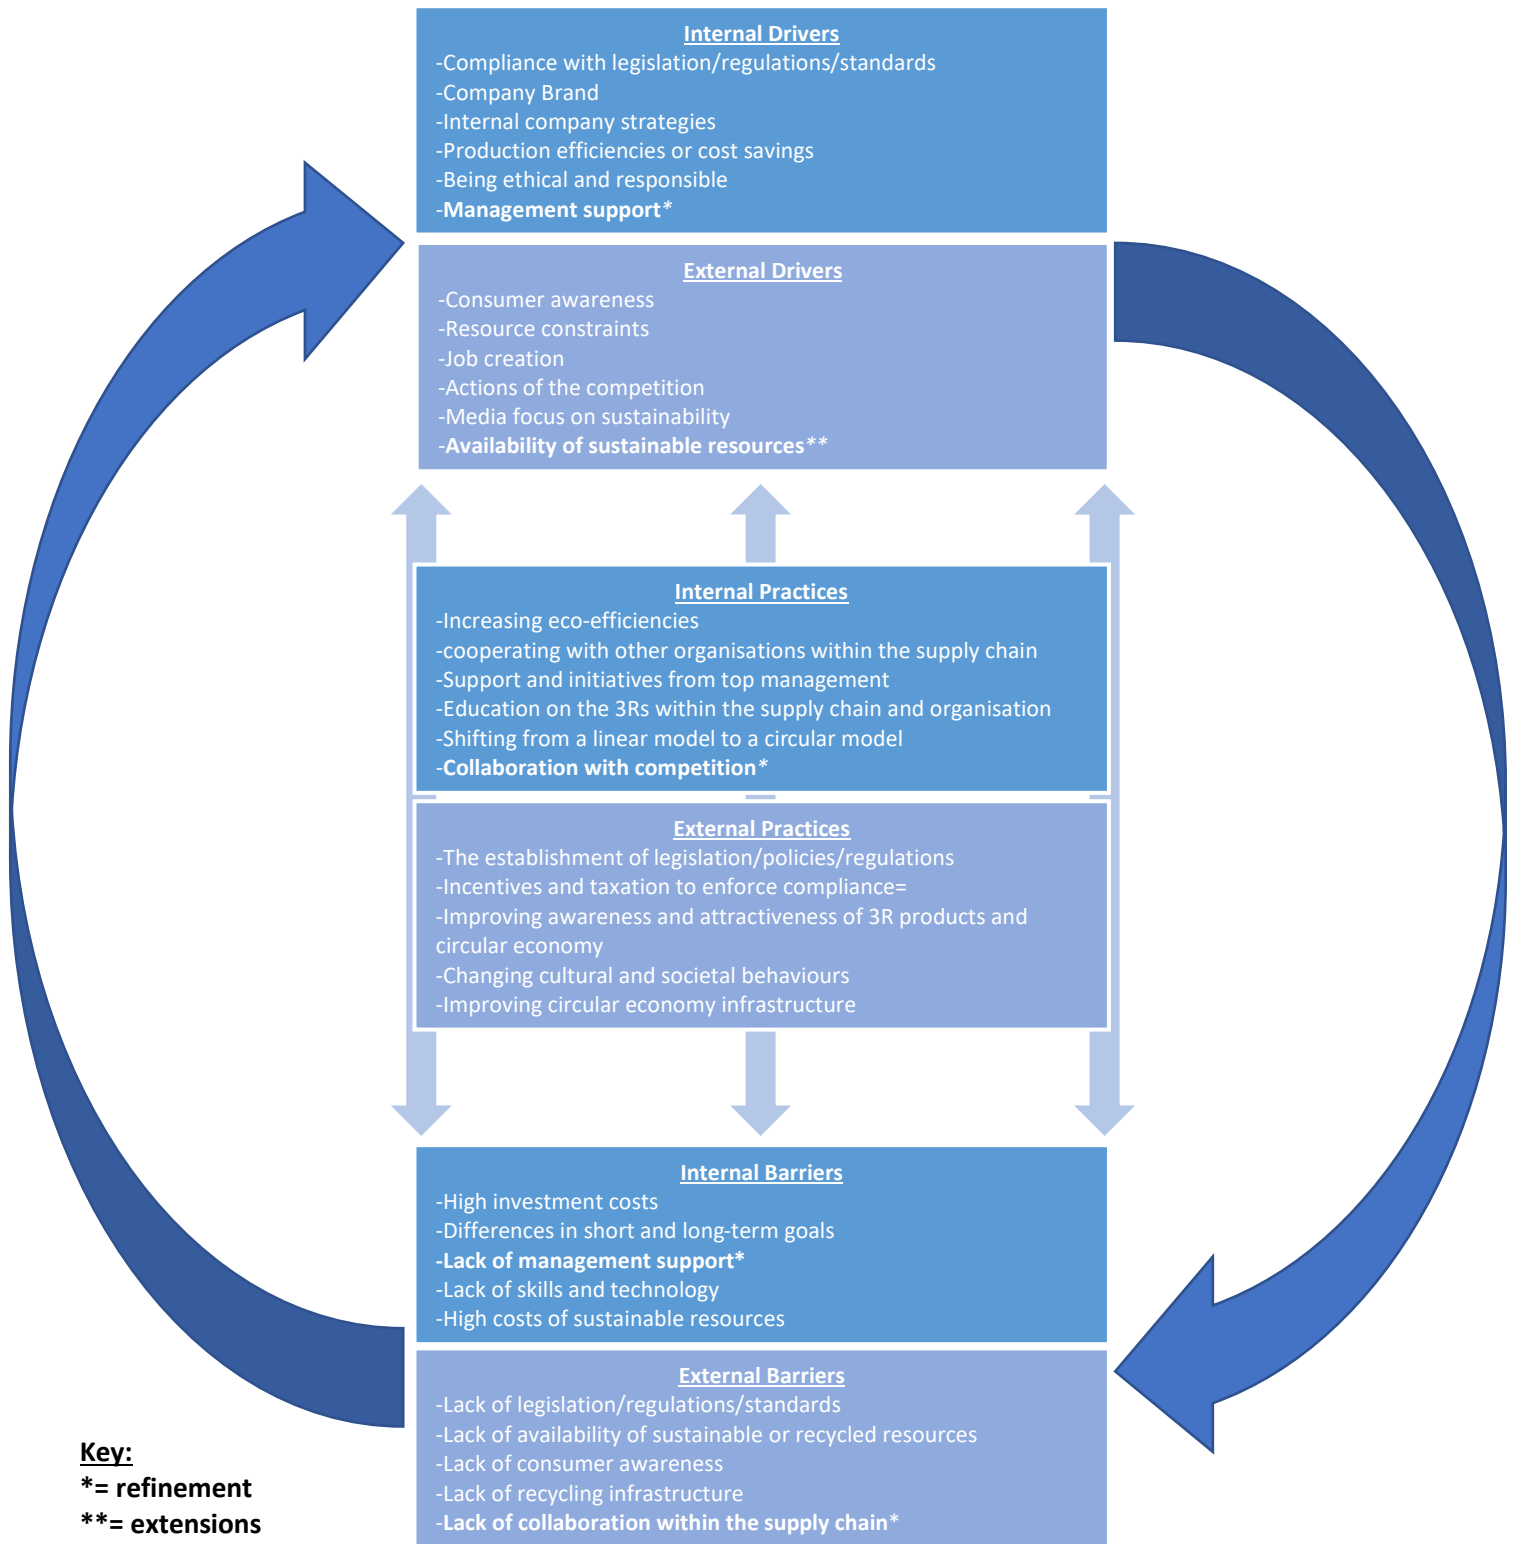 Internal Drivers
-Compliance with legislation/regulations/standards
-Company Brand
-Internal company strategies
-Production efficiencies or cost savings
-Being ethical and responsible
-Management support*
External Drivers
-Consumer awareness
-Resource constraints
-Job creation
-Actions of the competition
-Media focus on sustainability
-Availability of sustainable resources**
Internal Practices
-Increasing eco-efficiencies
-cooperating with other organisations within the supply chain
-Support and initiatives from top management
-Education on the 3Rs within the supply chain and organisation
-Shifting from a linear model to a circular model
-Collaboration with competition*
External Practices
-The establishment of legislation/policies/regulations
-Incentives and taxation to enforce compliance=
-Improving awareness and attractiveness of 3R products and
circular economy
-Changing cultural and societal behaviours
-Improving circular economy infrastructure
Internal Barriers
-High investment costs
-Differences in short and long-term goals
-Lack of management support*
-Lack of skills and technology
-High costs of sustainable resources
External Barriers
-Lack of legislation/regulations/standards
-Lack of availability of sustainable or recycled resources
-Lack of consumer awareness
-Lack of recycling infrastructure
-Lack of collaboration within the supply chain*
Key:
*= refinement
**= extensions